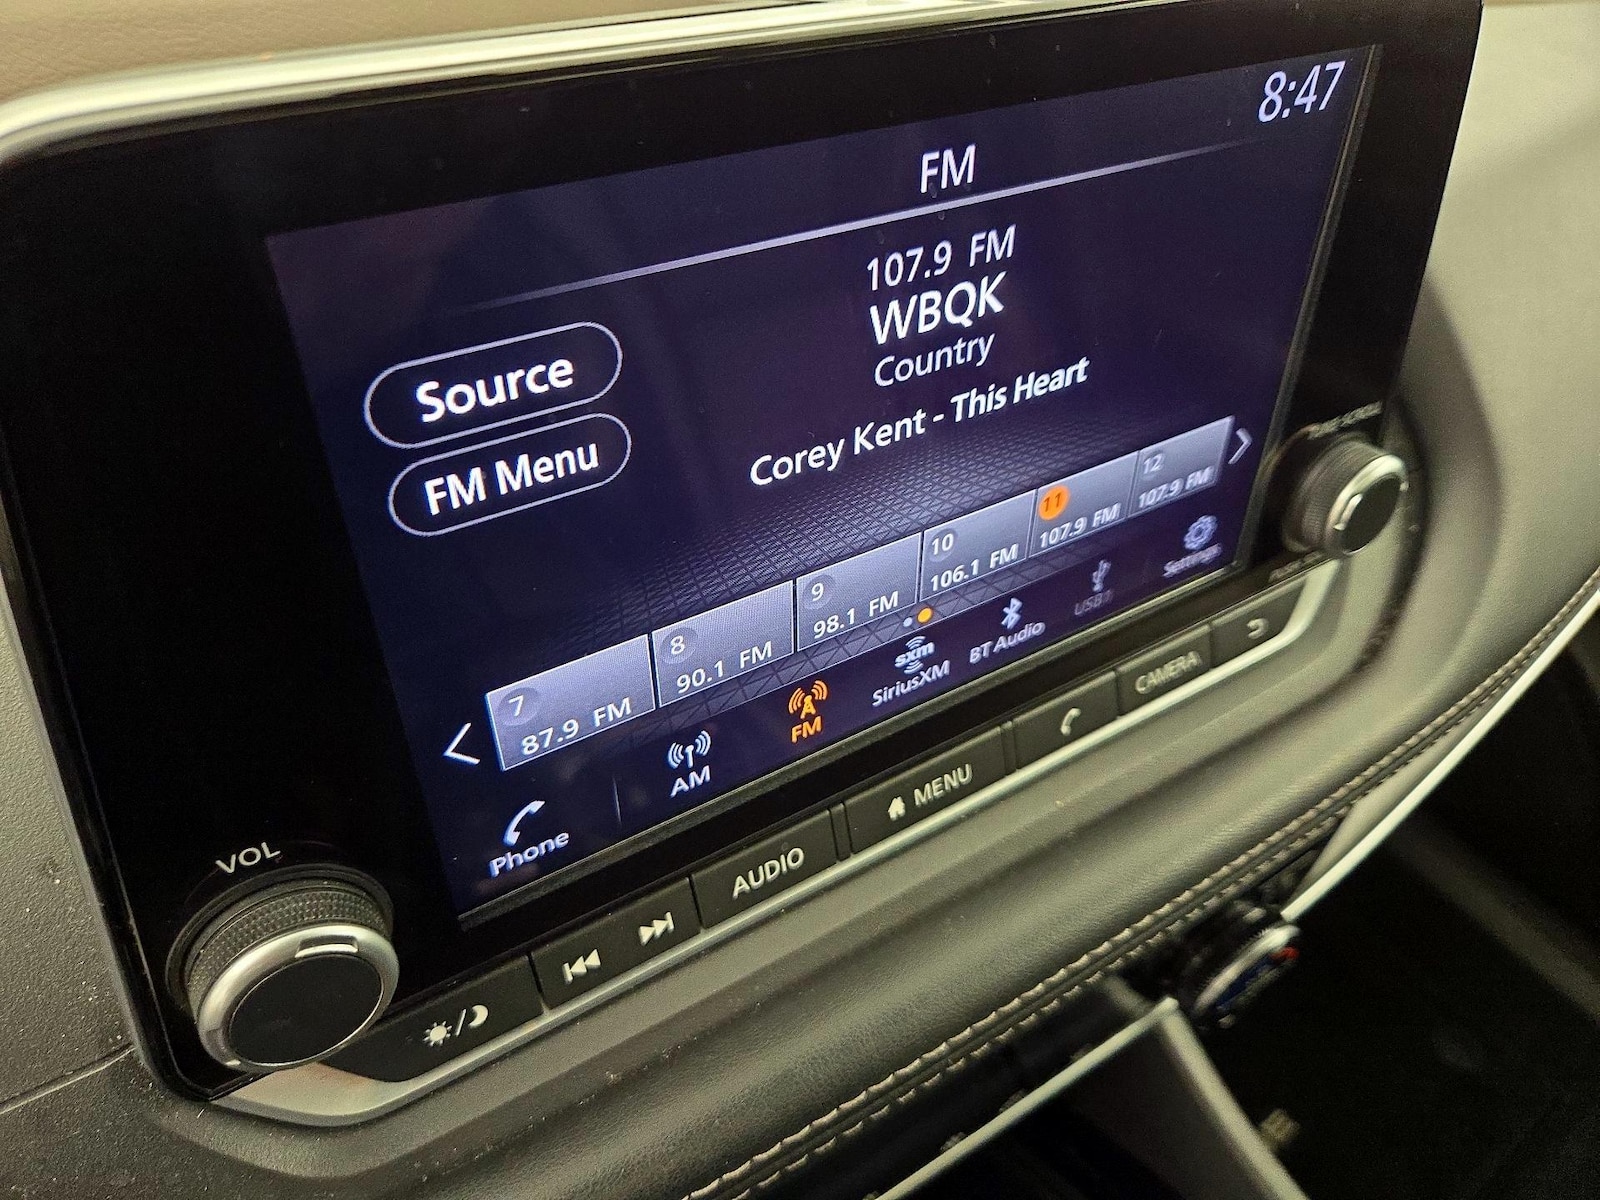 8:47
FM
107.9 FM
WBQK
Country
Corey Kent - This Heart
Source
FM Menu
7
87.9 FM
8
90.1 FM
9
98.1 FM
10
106.1 FM
11
107.9 FM
12
107.9 FM
Phone
AM
FM
sxm
SiriusXM
BT Audio
USB1
Settings
VOL
AUDIO
MENU
CAMERA